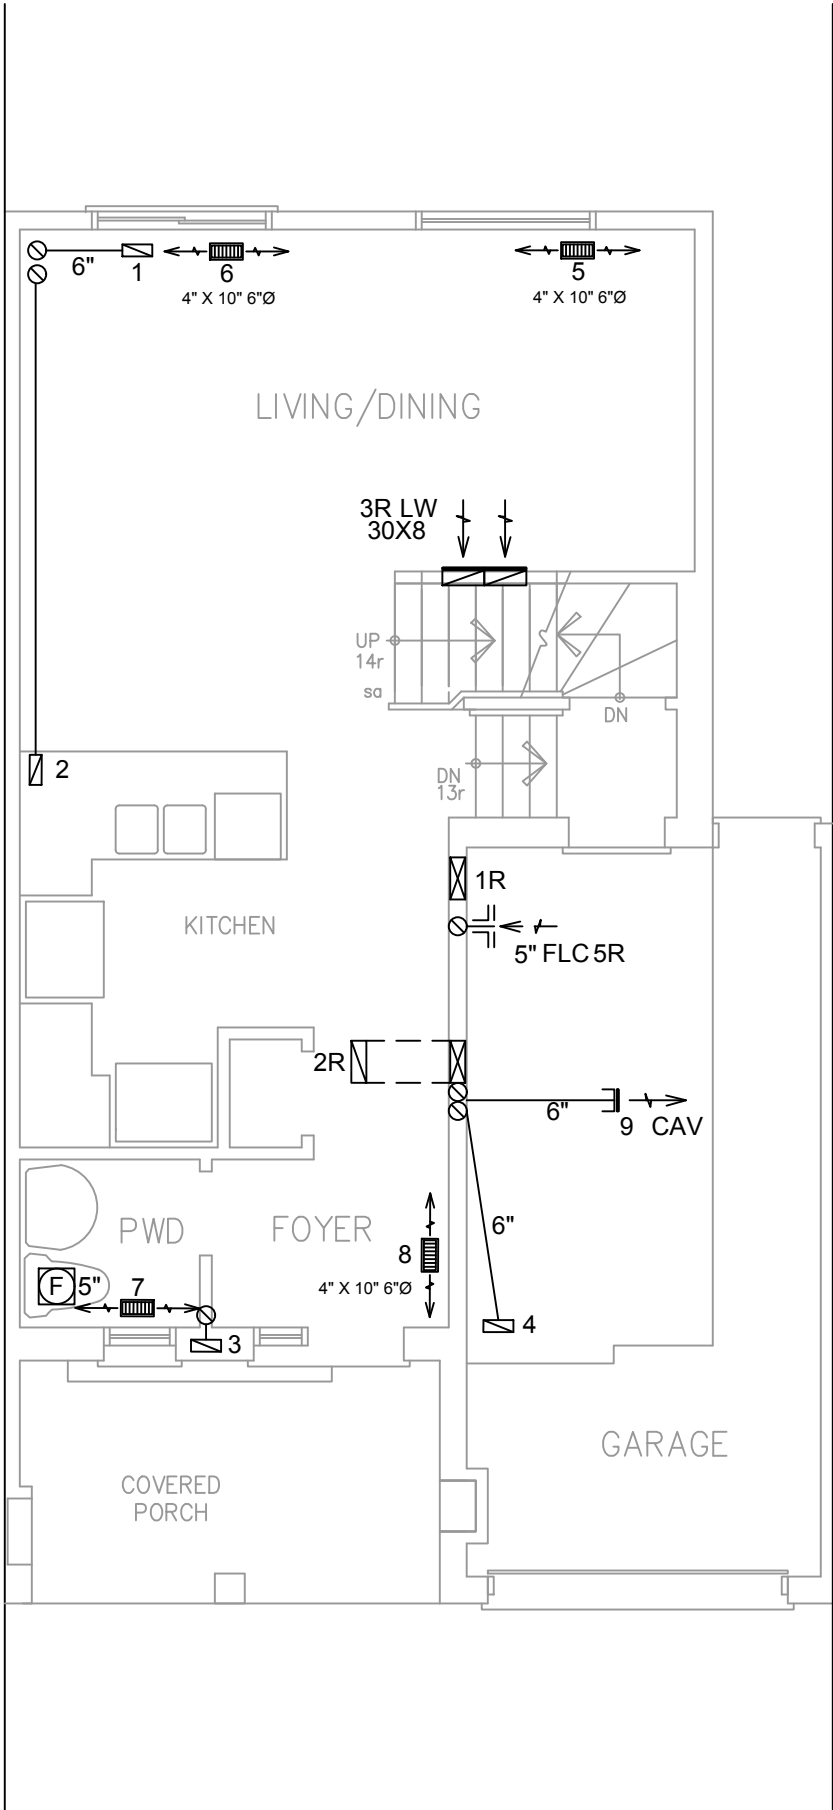 6"
1
6
4" X 10" 6"Ø
5
4" X 10" 6"Ø
LIVING/DINING
3R LW
30X8
UP
14r
sa
DN
2
DN
13r
1R
KITCHEN
5" FLC 5R
2R
6"
9 CAV
PWD
FOYER
6"
8
4" X 10" 6"Ø
F
5"
7
4
3
GARAGE
COVERED
PORCH